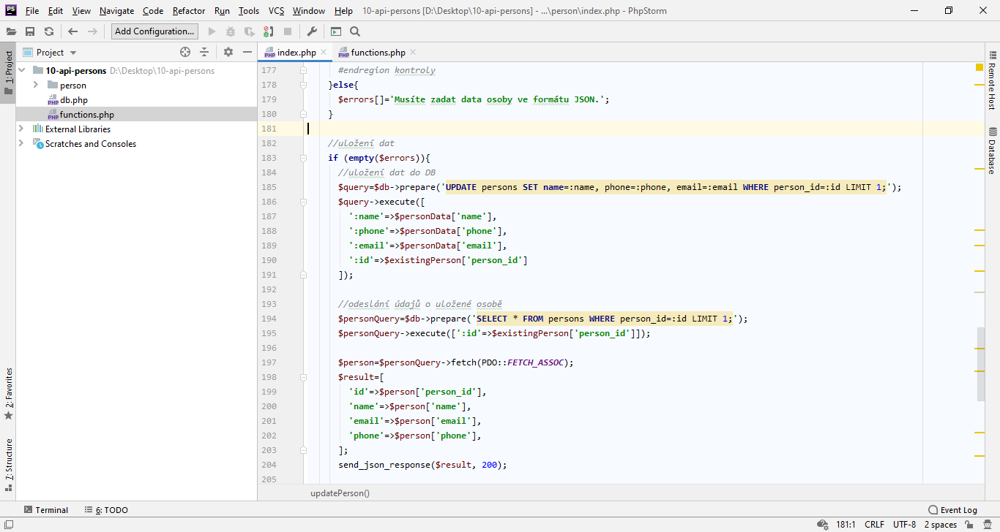 PS File Edit View Navigate Code Refactor Run Tools VCS Window Help 10-api-persons [D:\Desktop\10-api-persons] - ...\person\index.php - PhpStorm
Add Configuration...
1: Project
Project
10-api-persons D:\Desktop\10-api-persons
person
db.php
functions.php
External Libraries
Scratches and Consoles
2: Favorites
7: Structure
index.php functions.php
177 #endregion kontroly
178 }else{
179 $errors[]='Musíte zadat data osoby ve formátu JSON.';
180 }
181
182 //uložení dat
183 if (empty($errors)){
184 //uložení dat do DB
185 $query=$db->prepare('UPDATE persons SET name=:name, phone=:phone, email=:email WHERE person_id=:id LIMIT 1;');
186 $query->execute([
187 ':name'=>$personData['name'],
188 ':phone'=>$personData['phone'],
189 ':email'=>$personData['email'],
190 ':id'=>$existingPerson['person_id']
191 ]);
192
193 //odeslání údajů o uložené osobě
194 $personQuery=$db->prepare('SELECT * FROM persons WHERE person_id=:id LIMIT 1;');
195 $personQuery->execute([':id'=>$existingPerson['person_id']]);
196
197 $person=$personQuery->fetch(PDO::FETCH_ASSOC);
198 $result=[
199 'id'=>$person['person_id'],
200 'name'=>$person['name'],
201 'email'=>$person['email'],
202 'phone'=>$person['phone'],
203 ];
204 send_json_response($result, 200);
205
updatePerson()
Remote Host
Database
Terminal 6: TODO Event Log
181:1 CRLF UTF-8 2 spaces